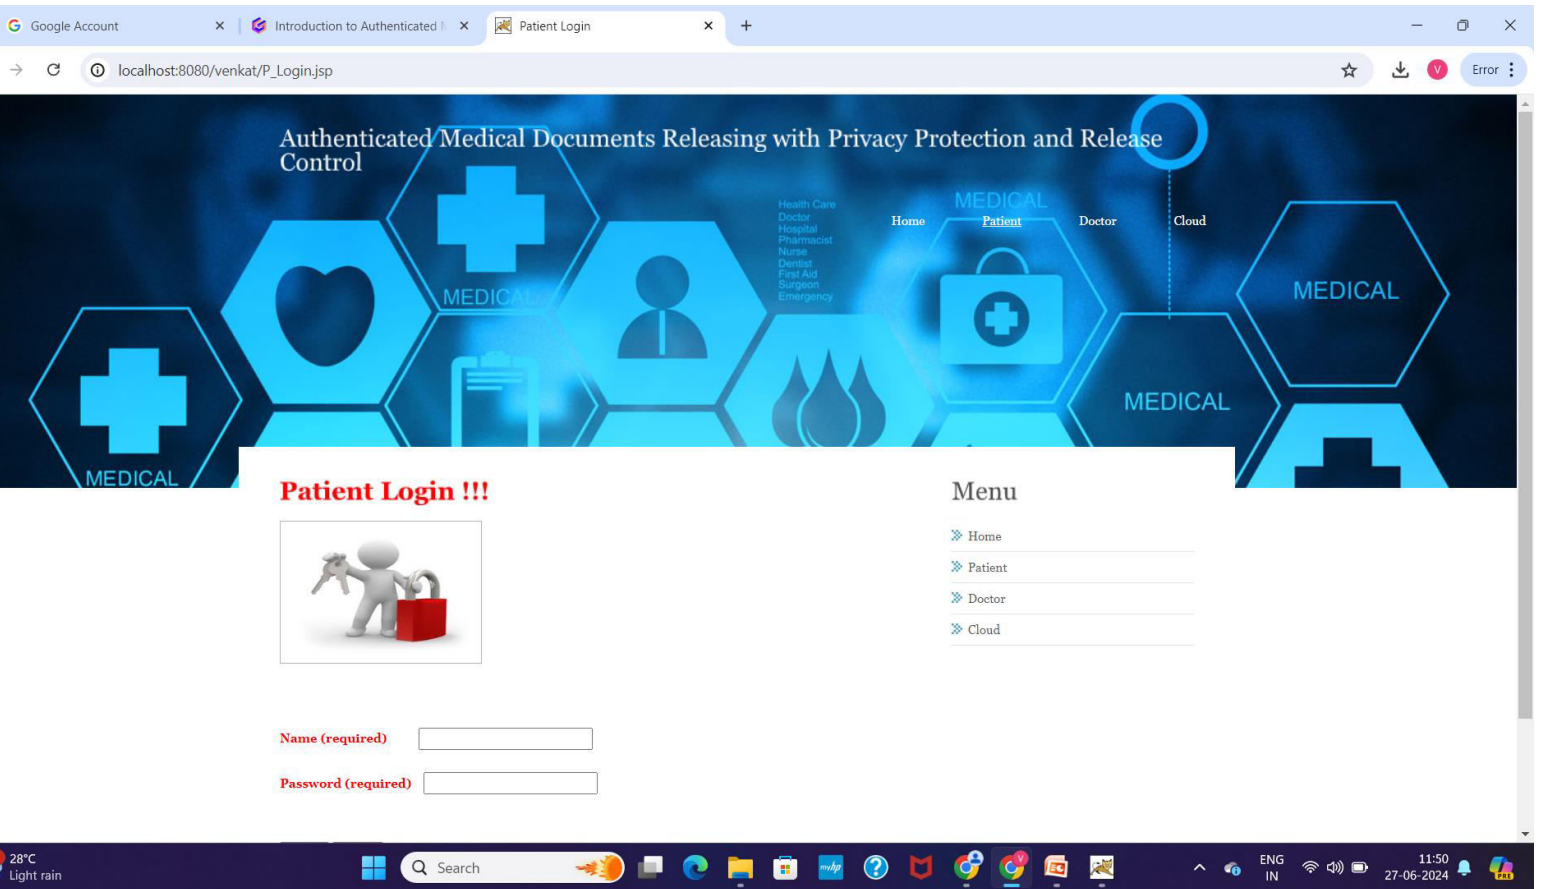 Google Account
Introduction to Authenticated
Patient Login
localhost:8080/venkat/P_Login.jsp
V
Error
Authenticated Medical Documents Releasing with Privacy Protection and Release
Control
Home Patient Doctor Cloud
MEDICAL
Health Care
Doctor
Hospital
Pharmacist
Nurse
Dentist
First Aid
Surgeon
Emergency
MEDICAL
MEDICAL
MEDICAL
MEDICAL
Patient Login !!!
Menu
Home
Patient
Doctor
Cloud
Name (required)
Password (required)
28°C
Light rain
Search
myhp
ENG
IN
11:50
27-06-2024
PRE